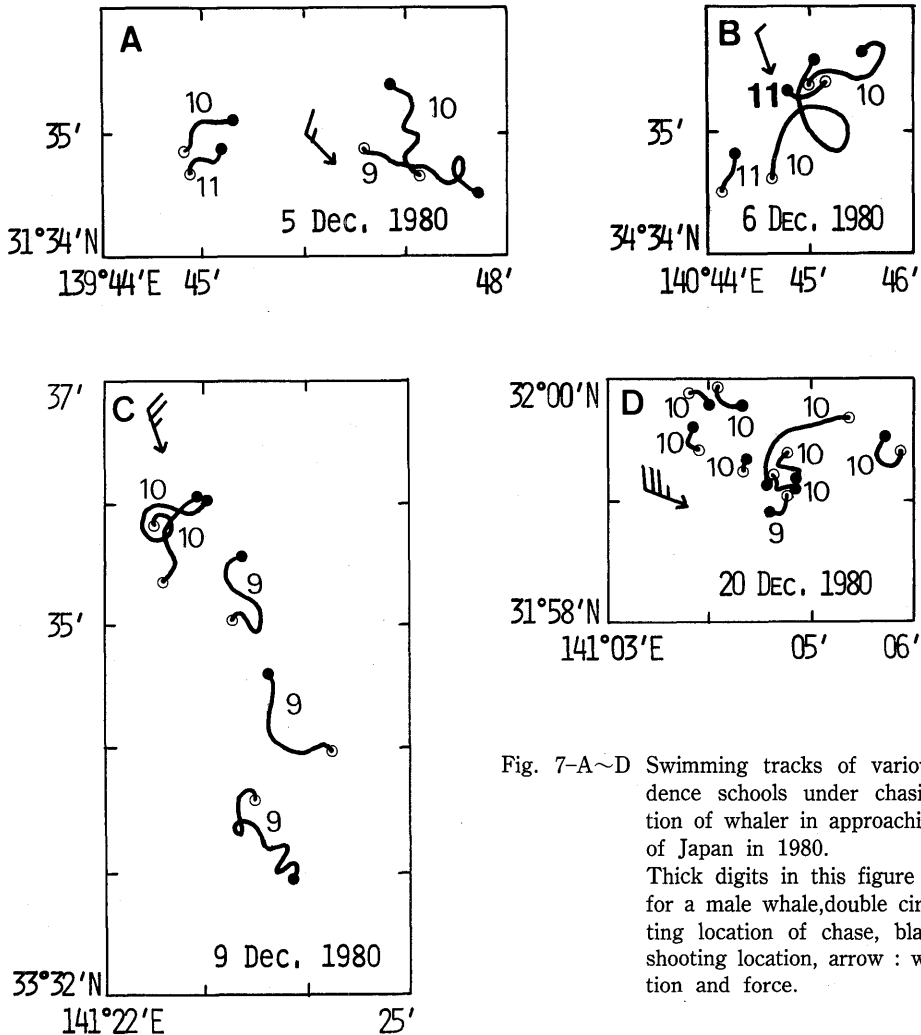 A
10
11
10
9
35′
5 DEC. 1980
31°34′N
139°44′E 45′ 48′
B
11
10
11
10
35′
6 DEC. 1980
34°34′N
140°44′E 45′ 46′
37′
C
10
10
9
35′
9
9
9 DEC. 1980
33°32′N
141°22′E 25′
32°00′N
D
10
10
10
10
10
10
10
10
9
20 DEC. 1980
31°58′N
141°03′E 05′ 06′
Fig. 7-A~D Swimming tracks of
dence schools under
tion of whaler in
of Japan in 1980.
Thick digits in this figure
for a male whale,double
ting location of chase,
shooting location, arrow :
tion and force.